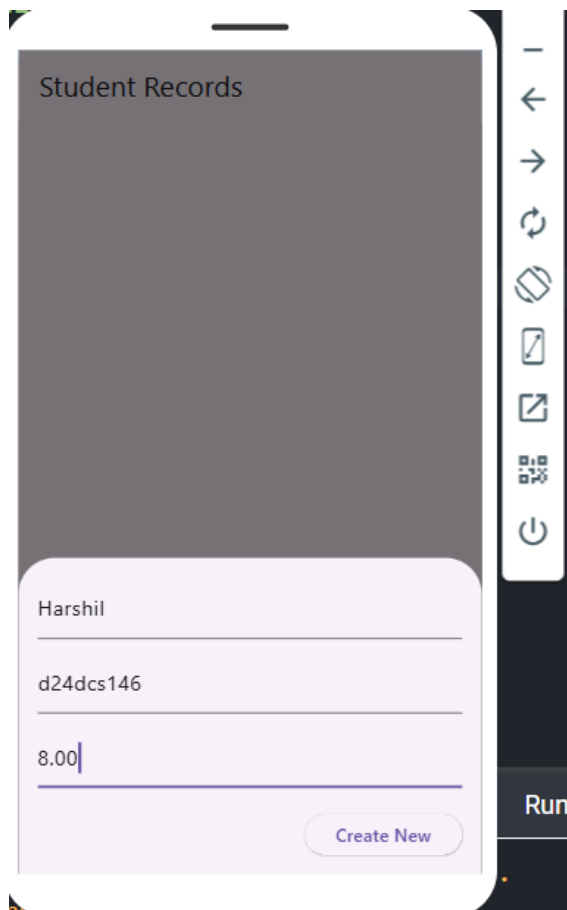 Student Records
Harshil
d24dcs146
8.00
Create New
Run